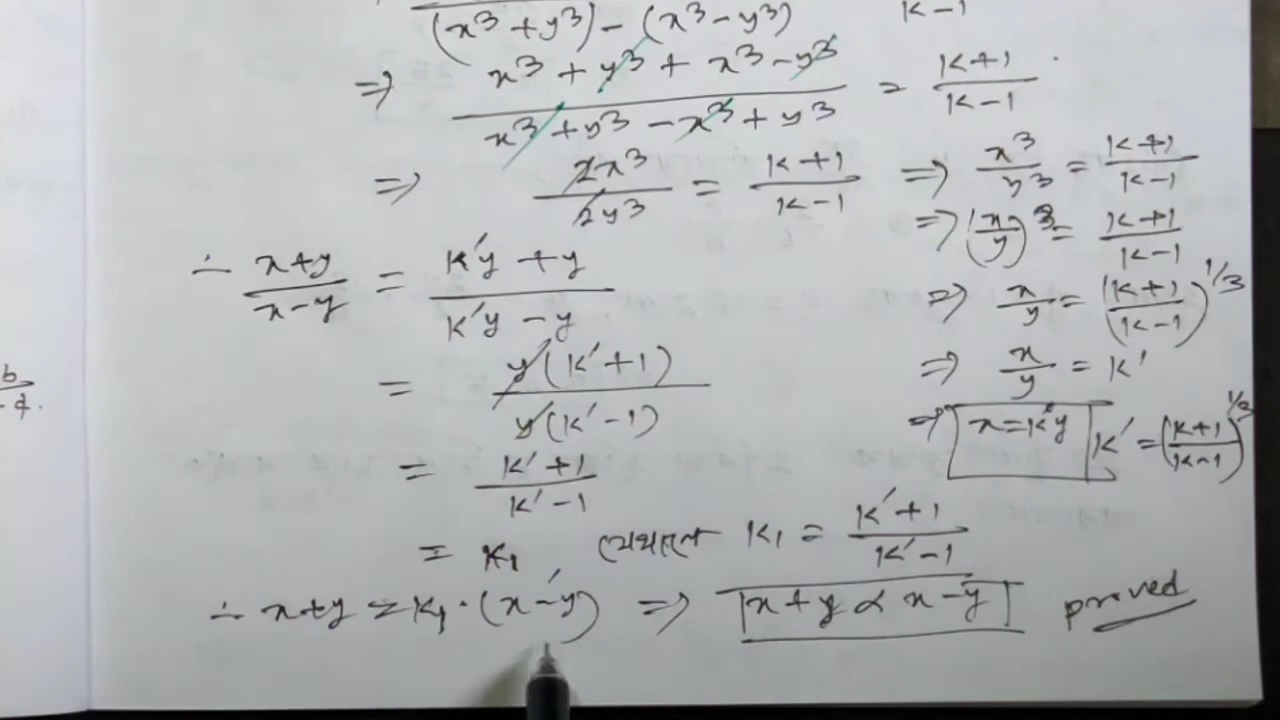 (x³ + y³) - (x³ - y³)    k-1
⇒ x³ + y³ + x³ - y³ / x³ + y³ - x³ + y³ = k+1 / k-1 .
⇒ 2x³ / 2y³ = k+1 / k-1 ⇒ x³ / y³ = k+1 / k-1
⇒ (x/y)³ = k+1 / k-1
∴ x+y / x-y = k'y + y / k'y - y
⇒ x/y = (k+1 / k-1)^1/3
= y(k'+1) / y(k'-1)
⇒ x/y = k'
⇒ x = k'y    k' = (k+1 / k-1)^1/3
= k'+1 / k'-1
= k₁ যেখানে k₁ = k'+1 / k'-1
∴ x+y = k₁·(x-y) ⇒ x+y ∝ x-y proved